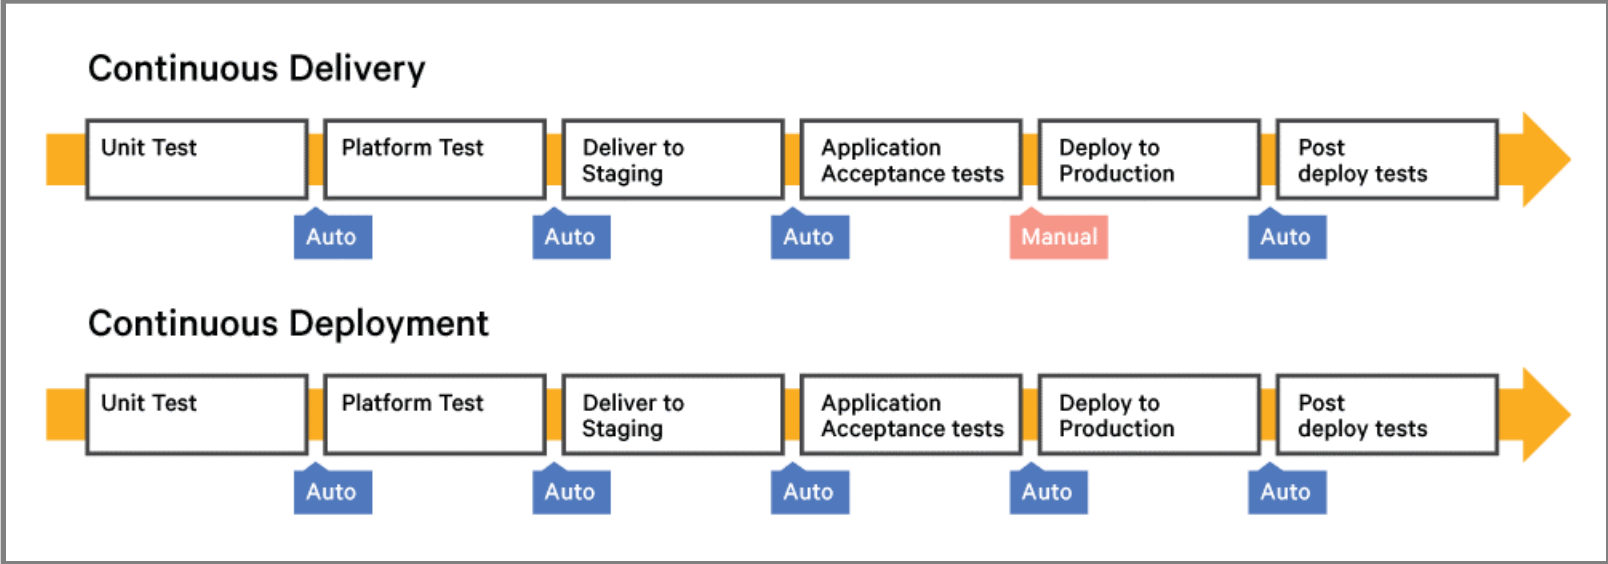 Continuous Delivery
Unit Test
Platform Test
Deliver to
Staging
Application
Acceptance tests
Deploy to
Production
Post
deploy tests
Auto
Auto
Auto
Manual
Auto
Continuous Deployment
Unit Test
Platform Test
Deliver to
Staging
Application
Acceptance tests
Deploy to
Production
Post
deploy tests
Auto
Auto
Auto
Auto
Auto